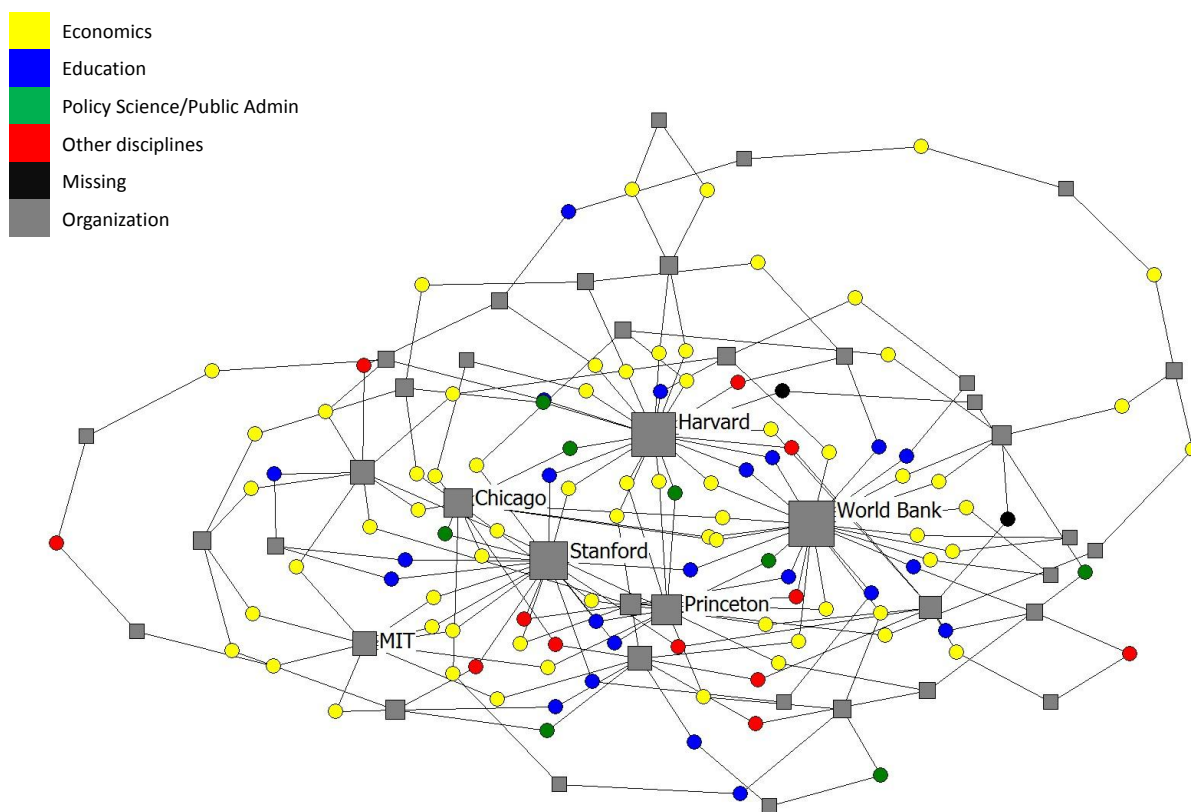 Economics
Education
Policy Science/Public Admin
Other disciplines
Missing
Organization
Harvard
Chicago
World Bank
Stanford
Princeton
MIT